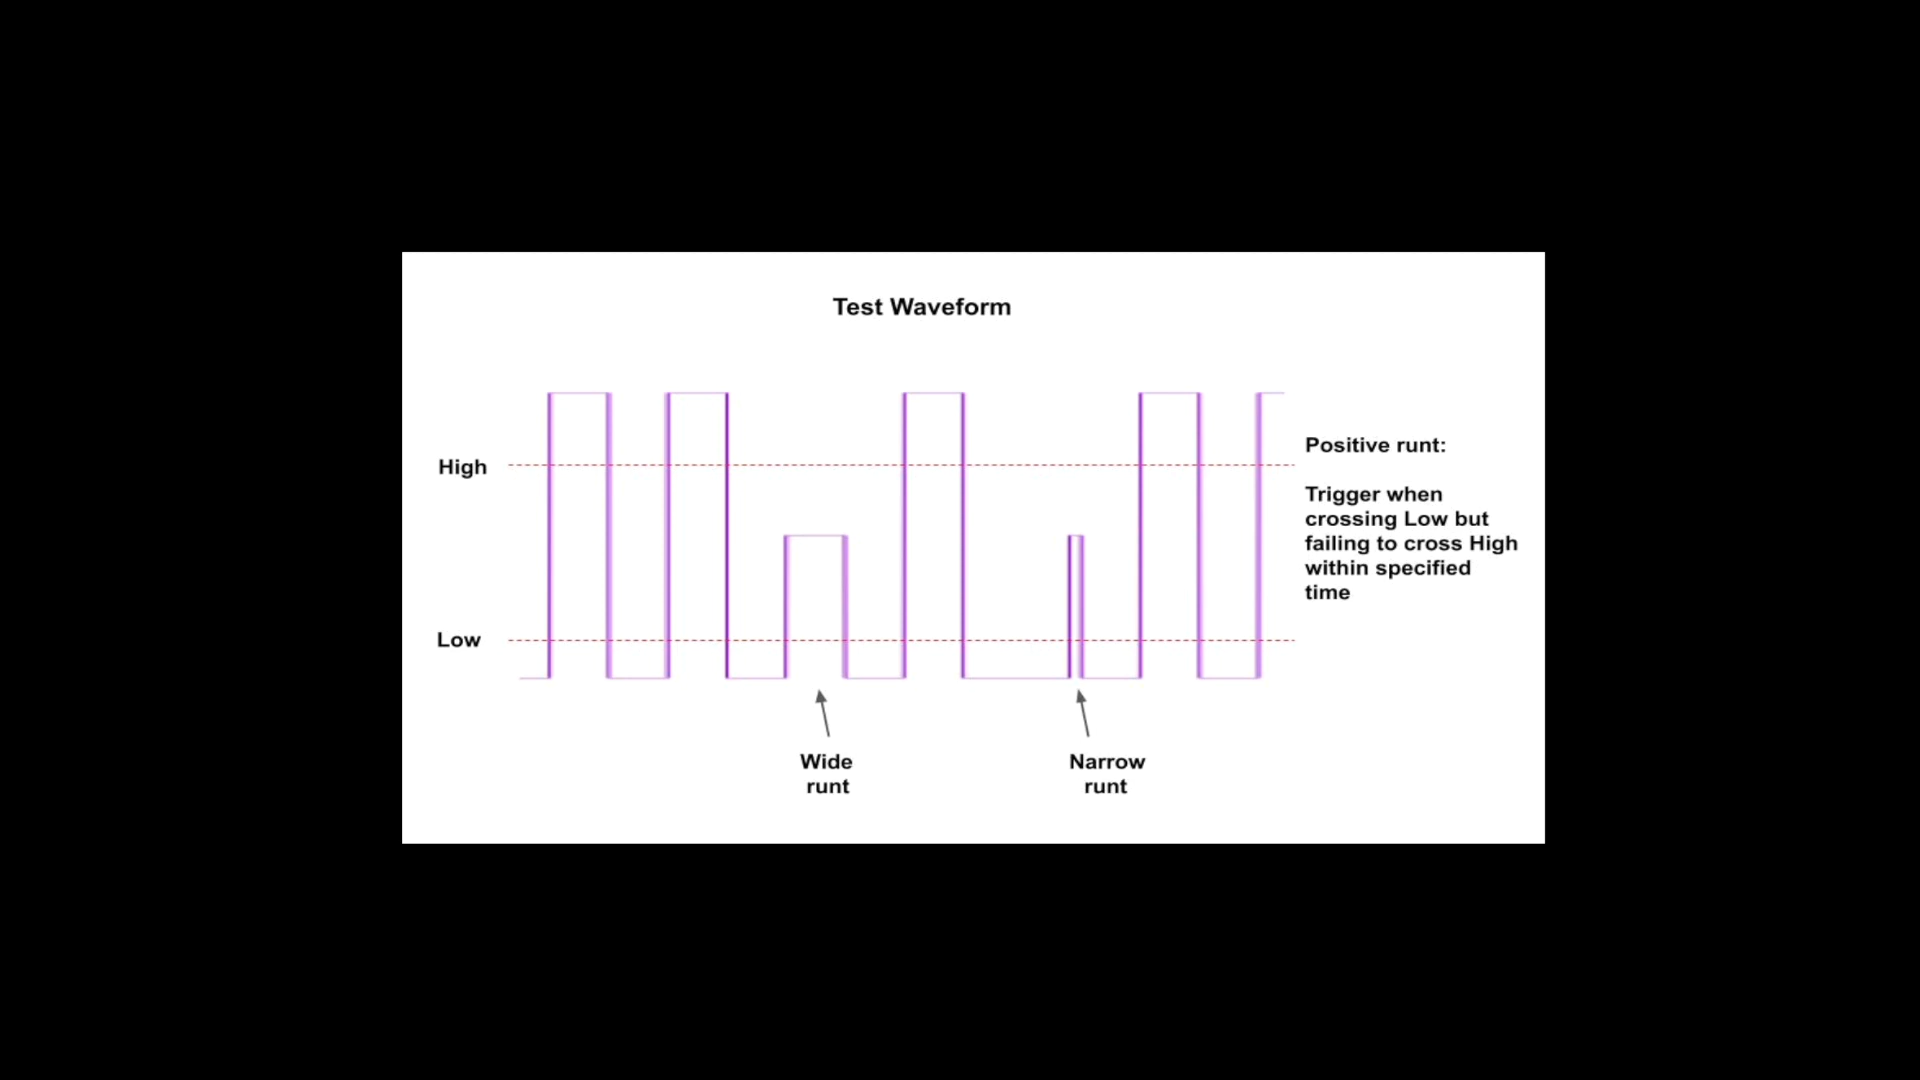 Test Waveform
High
Positive runt:
Trigger when
crossing Low but
failing to cross High
within specified
time
Low
Wide
runt
Narrow
runt